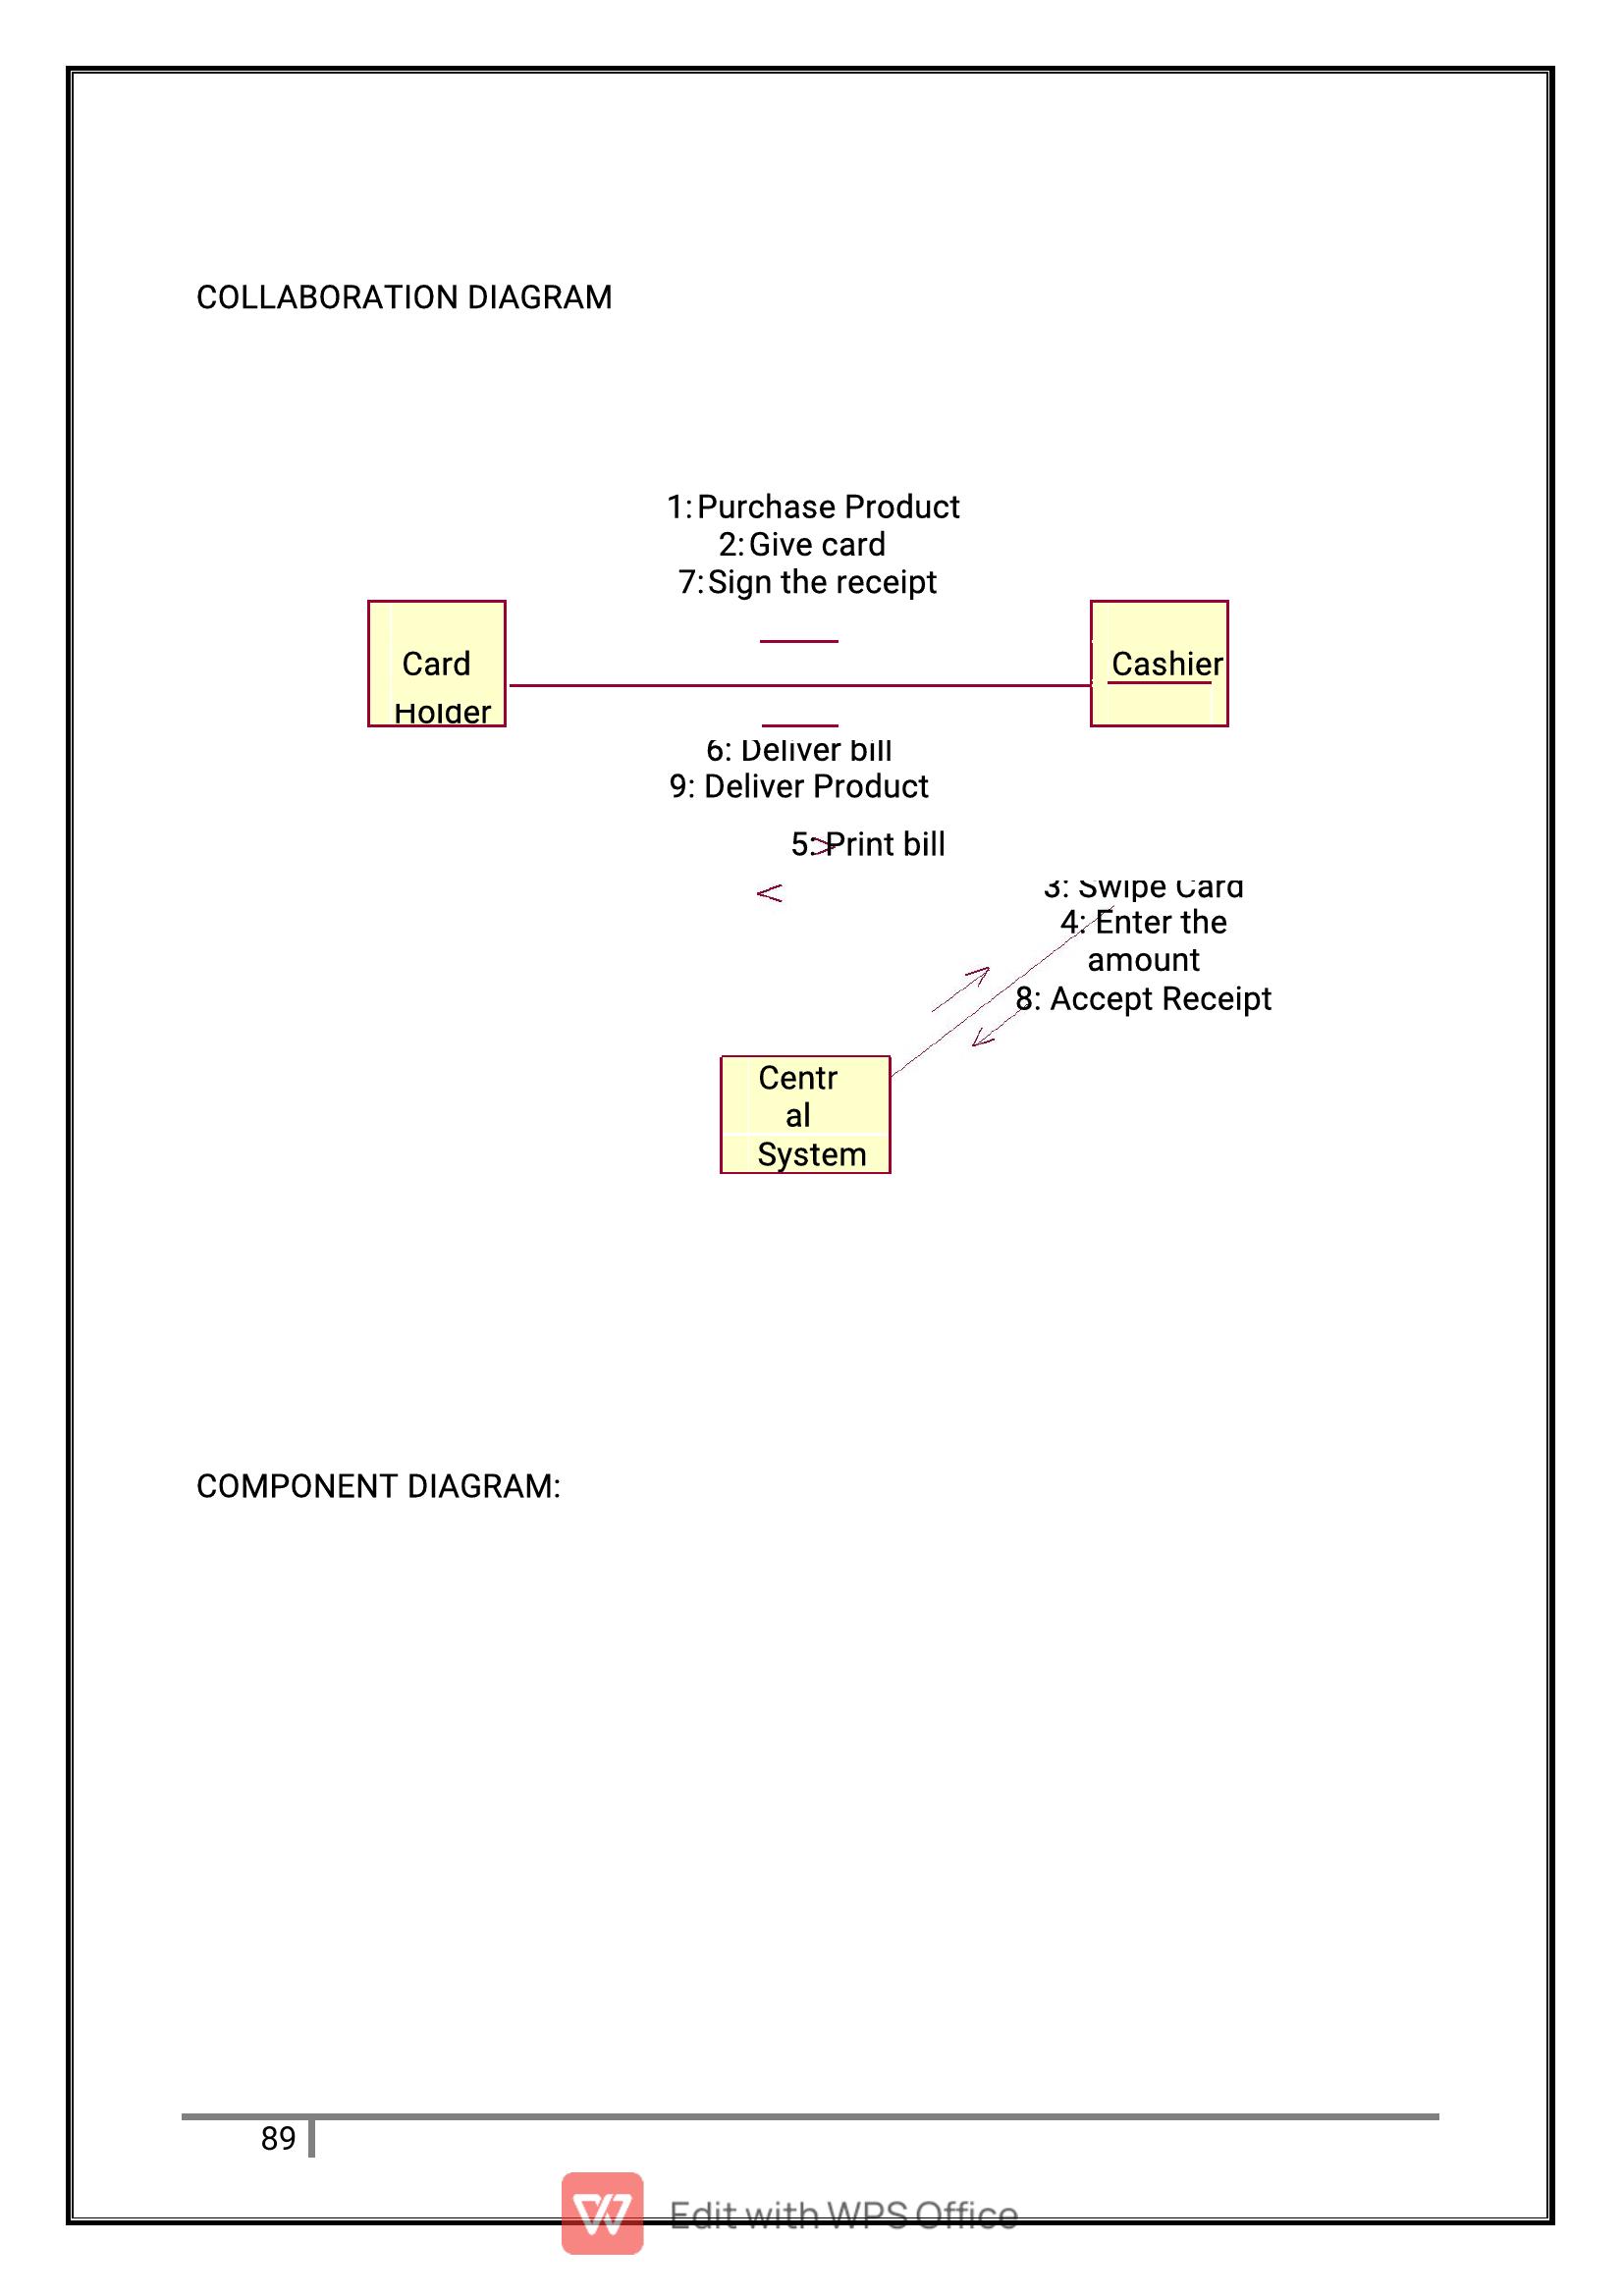 COLLABORATION DIAGRAM
1: Purchase Product
2: Give card
7: Sign the receipt
Card
Holder
Cashier
6: Deliver bill
9: Deliver Product
5: Print bill
3: Swipe Card
4: Enter the
amount
8: Accept Receipt
Centr
al
System
COMPONENT DIAGRAM:
89
Edit with WPS Office